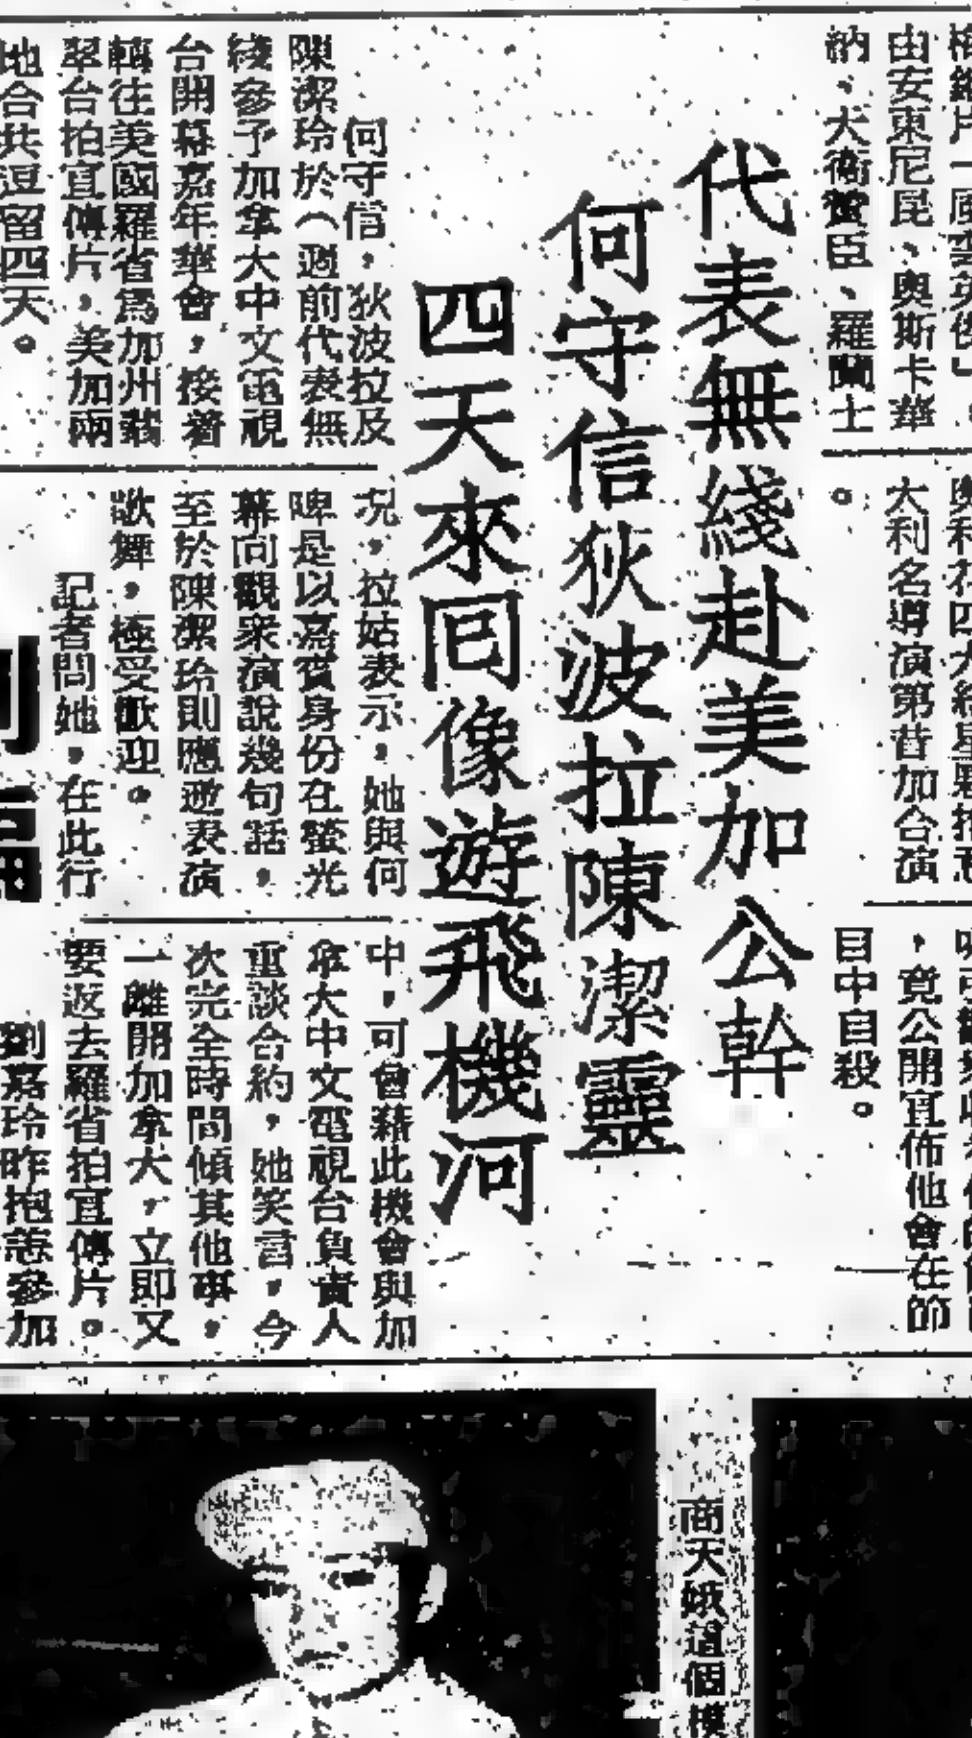 代表無綫赴美加公幹
何守信狄波拉陳潔靈
四天來囘像遊飛機河
何守信，狄波拉及
陳潔玲於（週前代表無
綫參予加拿大中文電視
台開幕嘉年華會，接着
轉往美國羅省為加州翡
翠台拍宣傳片，美加兩
地合共逗留四天。
况，拉姑表示，她與何
啤是以嘉賓身份在螢光
幕向觀衆演說幾句話，
至於陳潔玲則應邀表演
歌舞，極受歡迎。
記者問她，在此行
中，可會藉此機會與加
拿大中文電視台負責人
重談合約，她笑言，今
次完全時間傾其他事，
一離開加拿大，立即又
要返去羅省拍宣傳片。
劉嘉玲昨抱恙參加
由安東尼昆、奧斯卡華
納、大衞贊臣、羅蘭士
大利名導演第昔加合演
。
，竟公開宣佈他會在節
目中自殺。
商天娥這個模